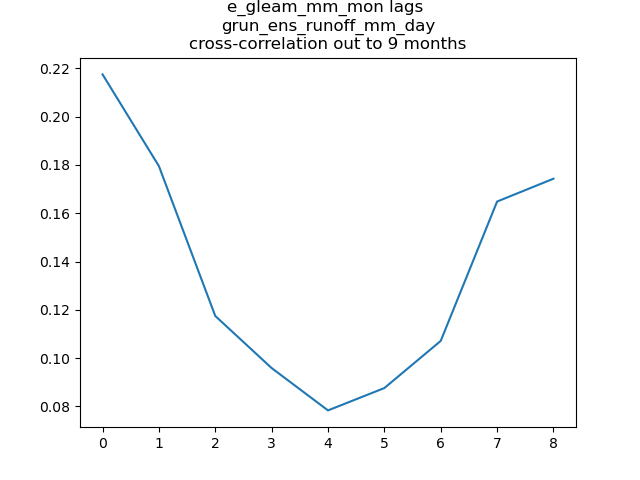 e_gleam_mm_mon lags
grun_ens_runoff_mm_day
cross-correlation out to 9 months
0.22
0.20
0.18
0.16
0.14
0.12
0.10
0.08
0 1 2 3 4 5 6 7 8